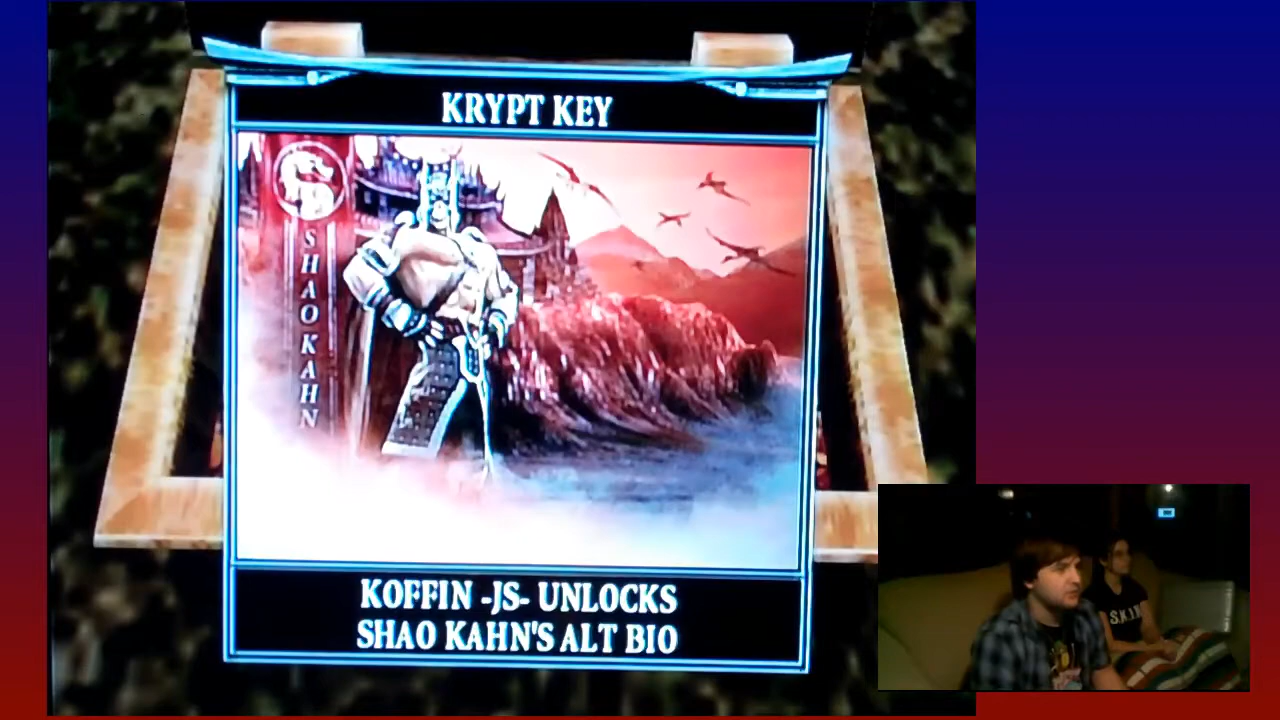 KRYPT KEY
SHAO KAHN
KOFFIN -JS- UNLOCKS
SHAO KAHN'S ALT BIO